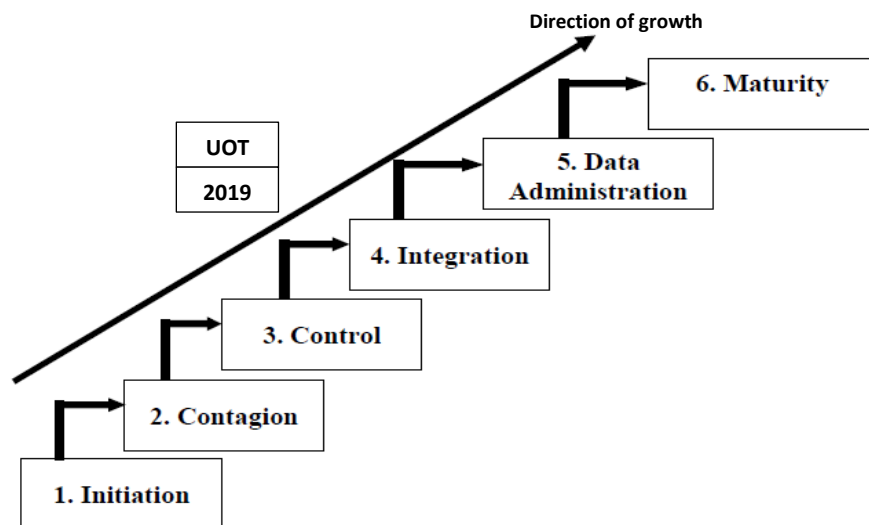 Direction of growth
6. Maturity
UOT
2019
5. Data
Administration
4. Integration
3. Control
2. Contagion
1. Initiation